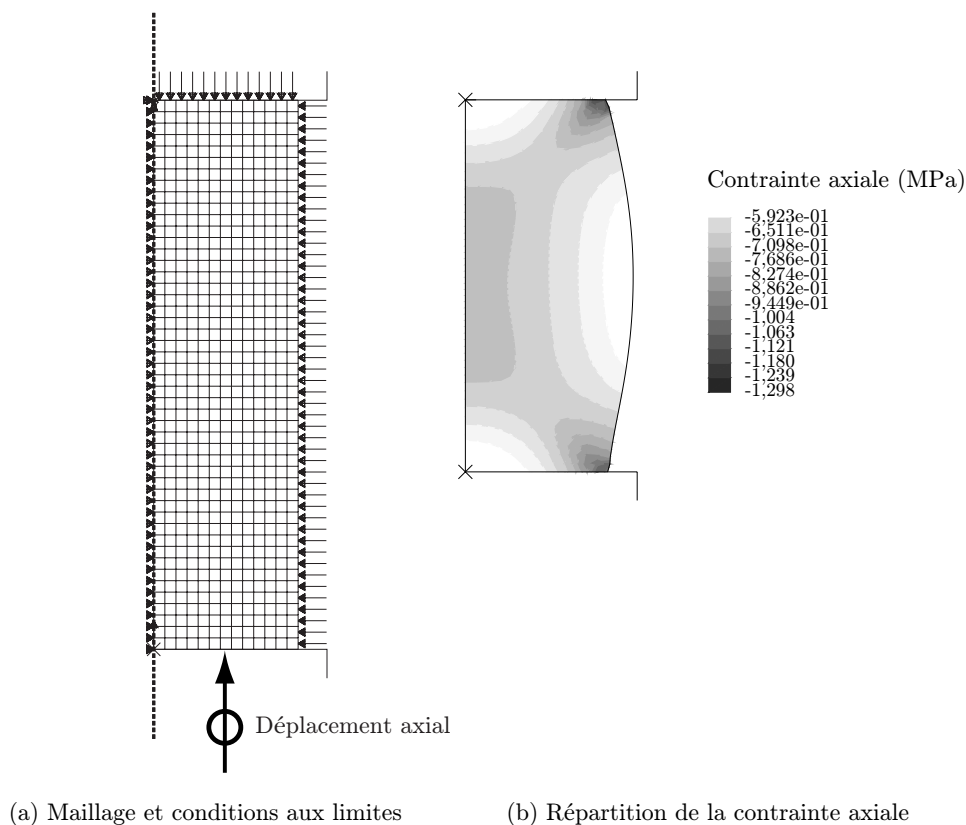 Contrainte axiale (MPa)
-5,923e-01
-6,511e-01
-7,098e-01
-7,686e-01
-8,274e-01
-8,862e-01
-9,449e-01
-1,004
-1,063
-1,121
-1,180
-1,239
-1,298
Déplacement axial
(a) Maillage et conditions aux limites
(b) Répartition de la contrainte axiale